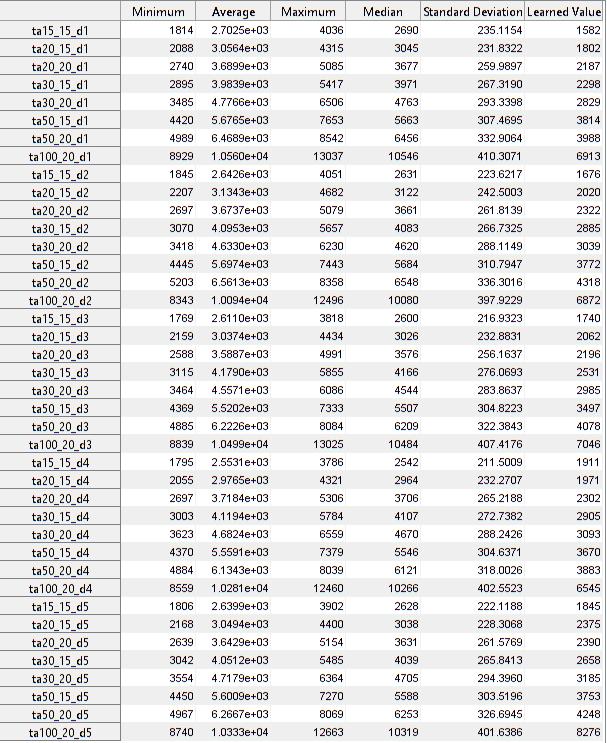 Minimum Average Maximum Median Standard Deviation Learned Value
ta15_15_d1 1814 2.7025e+03 4036 2690 235.1154 1582
ta20_15_d1 2088 3.0564e+03 4315 3045 231.8322 1802
ta20_20_d1 2740 3.6899e+03 5085 3677 259.9897 2187
ta30_15_d1 2895 3.9839e+03 5417 3971 267.3190 2298
ta30_20_d1 3485 4.7766e+03 6506 4763 293.3398 2829
ta50_15_d1 4420 5.6765e+03 7653 5663 307.4695 3814
ta50_20_d1 4989 6.4689e+03 8542 6456 332.9064 3988
ta100_20_d1 8929 1.0560e+04 13037 10546 410.3071 6913
ta15_15_d2 1845 2.6426e+03 4051 2631 223.6217 1676
ta20_15_d2 2207 3.1343e+03 4682 3122 242.5003 2020
ta20_20_d2 2697 3.6737e+03 5079 3661 261.8139 2322
ta30_15_d2 3070 4.0953e+03 5657 4083 266.7325 2885
ta30_20_d2 3418 4.6330e+03 6230 4620 288.1149 3039
ta50_15_d2 4445 5.6974e+03 7443 5684 310.7947 3772
ta50_20_d2 5203 6.5613e+03 8358 6548 336.3016 4318
ta100_20_d2 8343 1.0094e+04 12496 10080 397.9229 6872
ta15_15_d3 1769 2.6110e+03 3818 2600 216.9323 1740
ta20_15_d3 2159 3.0374e+03 4434 3026 232.8831 2062
ta20_20_d3 2588 3.5887e+03 4991 3576 256.1637 2196
ta30_15_d3 3115 4.1790e+03 5855 4166 276.0693 2531
ta30_20_d3 3464 4.5571e+03 6086 4544 283.8637 2985
ta50_15_d3 4369 5.5202e+03 7333 5507 304.8223 3497
ta50_20_d3 4885 6.2226e+03 8084 6209 322.3843 4078
ta100_20_d3 8839 1.0499e+04 13025 10484 407.4176 7046
ta15_15_d4 1795 2.5531e+03 3786 2542 211.5009 1911
ta20_15_d4 2055 2.9765e+03 4321 2964 232.2707 1971
ta20_20_d4 2697 3.7184e+03 5306 3706 265.2188 2302
ta30_15_d4 3003 4.1194e+03 5784 4107 272.7382 2905
ta30_20_d4 3623 4.6824e+03 6559 4670 288.2426 3093
ta50_15_d4 4370 5.5591e+03 7379 5546 304.6371 3670
ta50_20_d4 4884 6.1343e+03 8039 6121 318.0026 3883
ta100_20_d4 8559 1.0281e+04 12460 10266 402.5523 6545
ta15_15_d5 1806 2.6399e+03 3902 2628 222.1188 1845
ta20_15_d5 2168 3.0494e+03 4400 3038 228.3068 2375
ta20_20_d5 2639 3.6429e+03 5154 3631 261.5769 2390
ta30_15_d5 3042 4.0512e+03 5485 4039 265.8413 2658
ta30_20_d5 3554 4.7179e+03 6364 4705 294.3960 3185
ta50_15_d5 4450 5.6009e+03 7270 5588 303.5196 3753
ta50_20_d5 4967 6.2667e+03 8069 6253 326.6945 4248
ta100_20_d5 8740 1.0333e+04 12663 10319 401.6386 8276